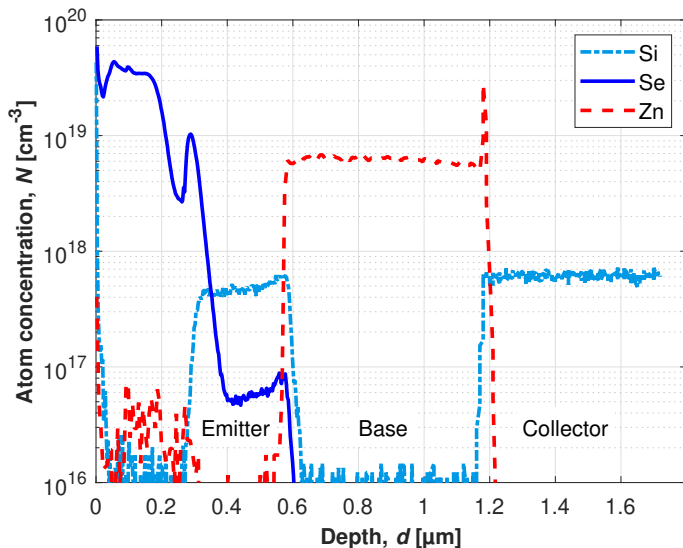 10^20
10^19
10^18
10^17
10^16
Atom concentration, N [cm^-3]
Si
Se
Zn
Emitter
Base
Collector
0 0.2 0.4 0.6 0.8 1 1.2 1.4 1.6
Depth, d [μm]